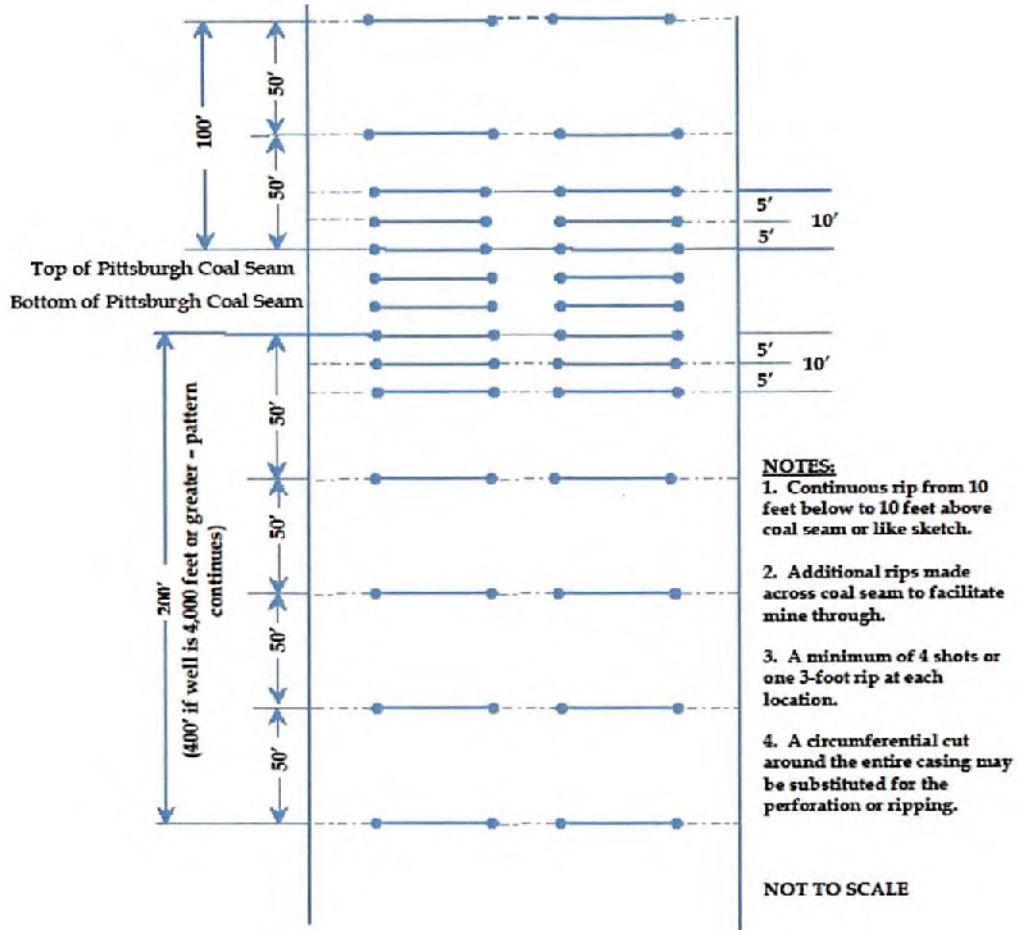 50'
100'
50'
5'
10'
5'
Top of Pittsburgh Coal Seam
Bottom of Pittsburgh Coal Seam
5'
10'
5'
50'
200'
(400' if well is 4,000 feet or greater – pattern
continues)
50'
50'
50'
NOTES:
1. Continuous rip from 10
feet below to 10 feet above
coal seam or like sketch.
2. Additional rips made
across coal seam to facilitate
mine through.
3. A minimum of 4 shots or
one 3-foot rip at each
location.
4. A circumferential cut
around the entire casing may
be substituted for the
perforation or ripping.
NOT TO SCALE